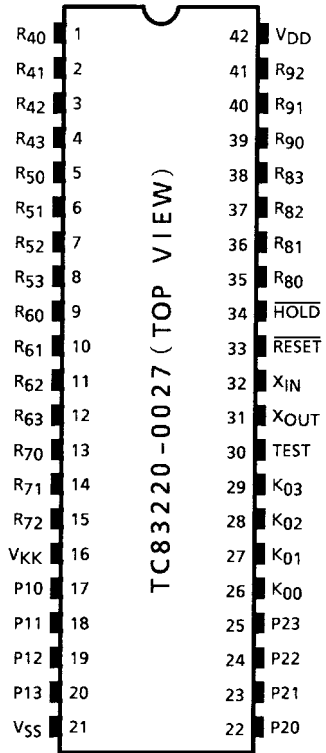 R40 1 42 VDD
R41 2 41 R92
R42 3 40 R91
R43 4 39 R90
R50 5 38 R83
R51 6 37 R82
R52 7 36 R81
R53 8 35 R80
R60 9 34 HOLD
R61 10 33 RESET
R62 11 32 XIN
R63 12 31 XOUT
R70 13 30 TEST
R71 14 29 K03
R72 15 28 K02
VKK 16 27 K01
P10 17 26 K00
P11 18 25 P23
P12 19 24 P22
P13 20 23 P21
VSS 21 22 P20
TC83220-0027 (TOP VIEW)